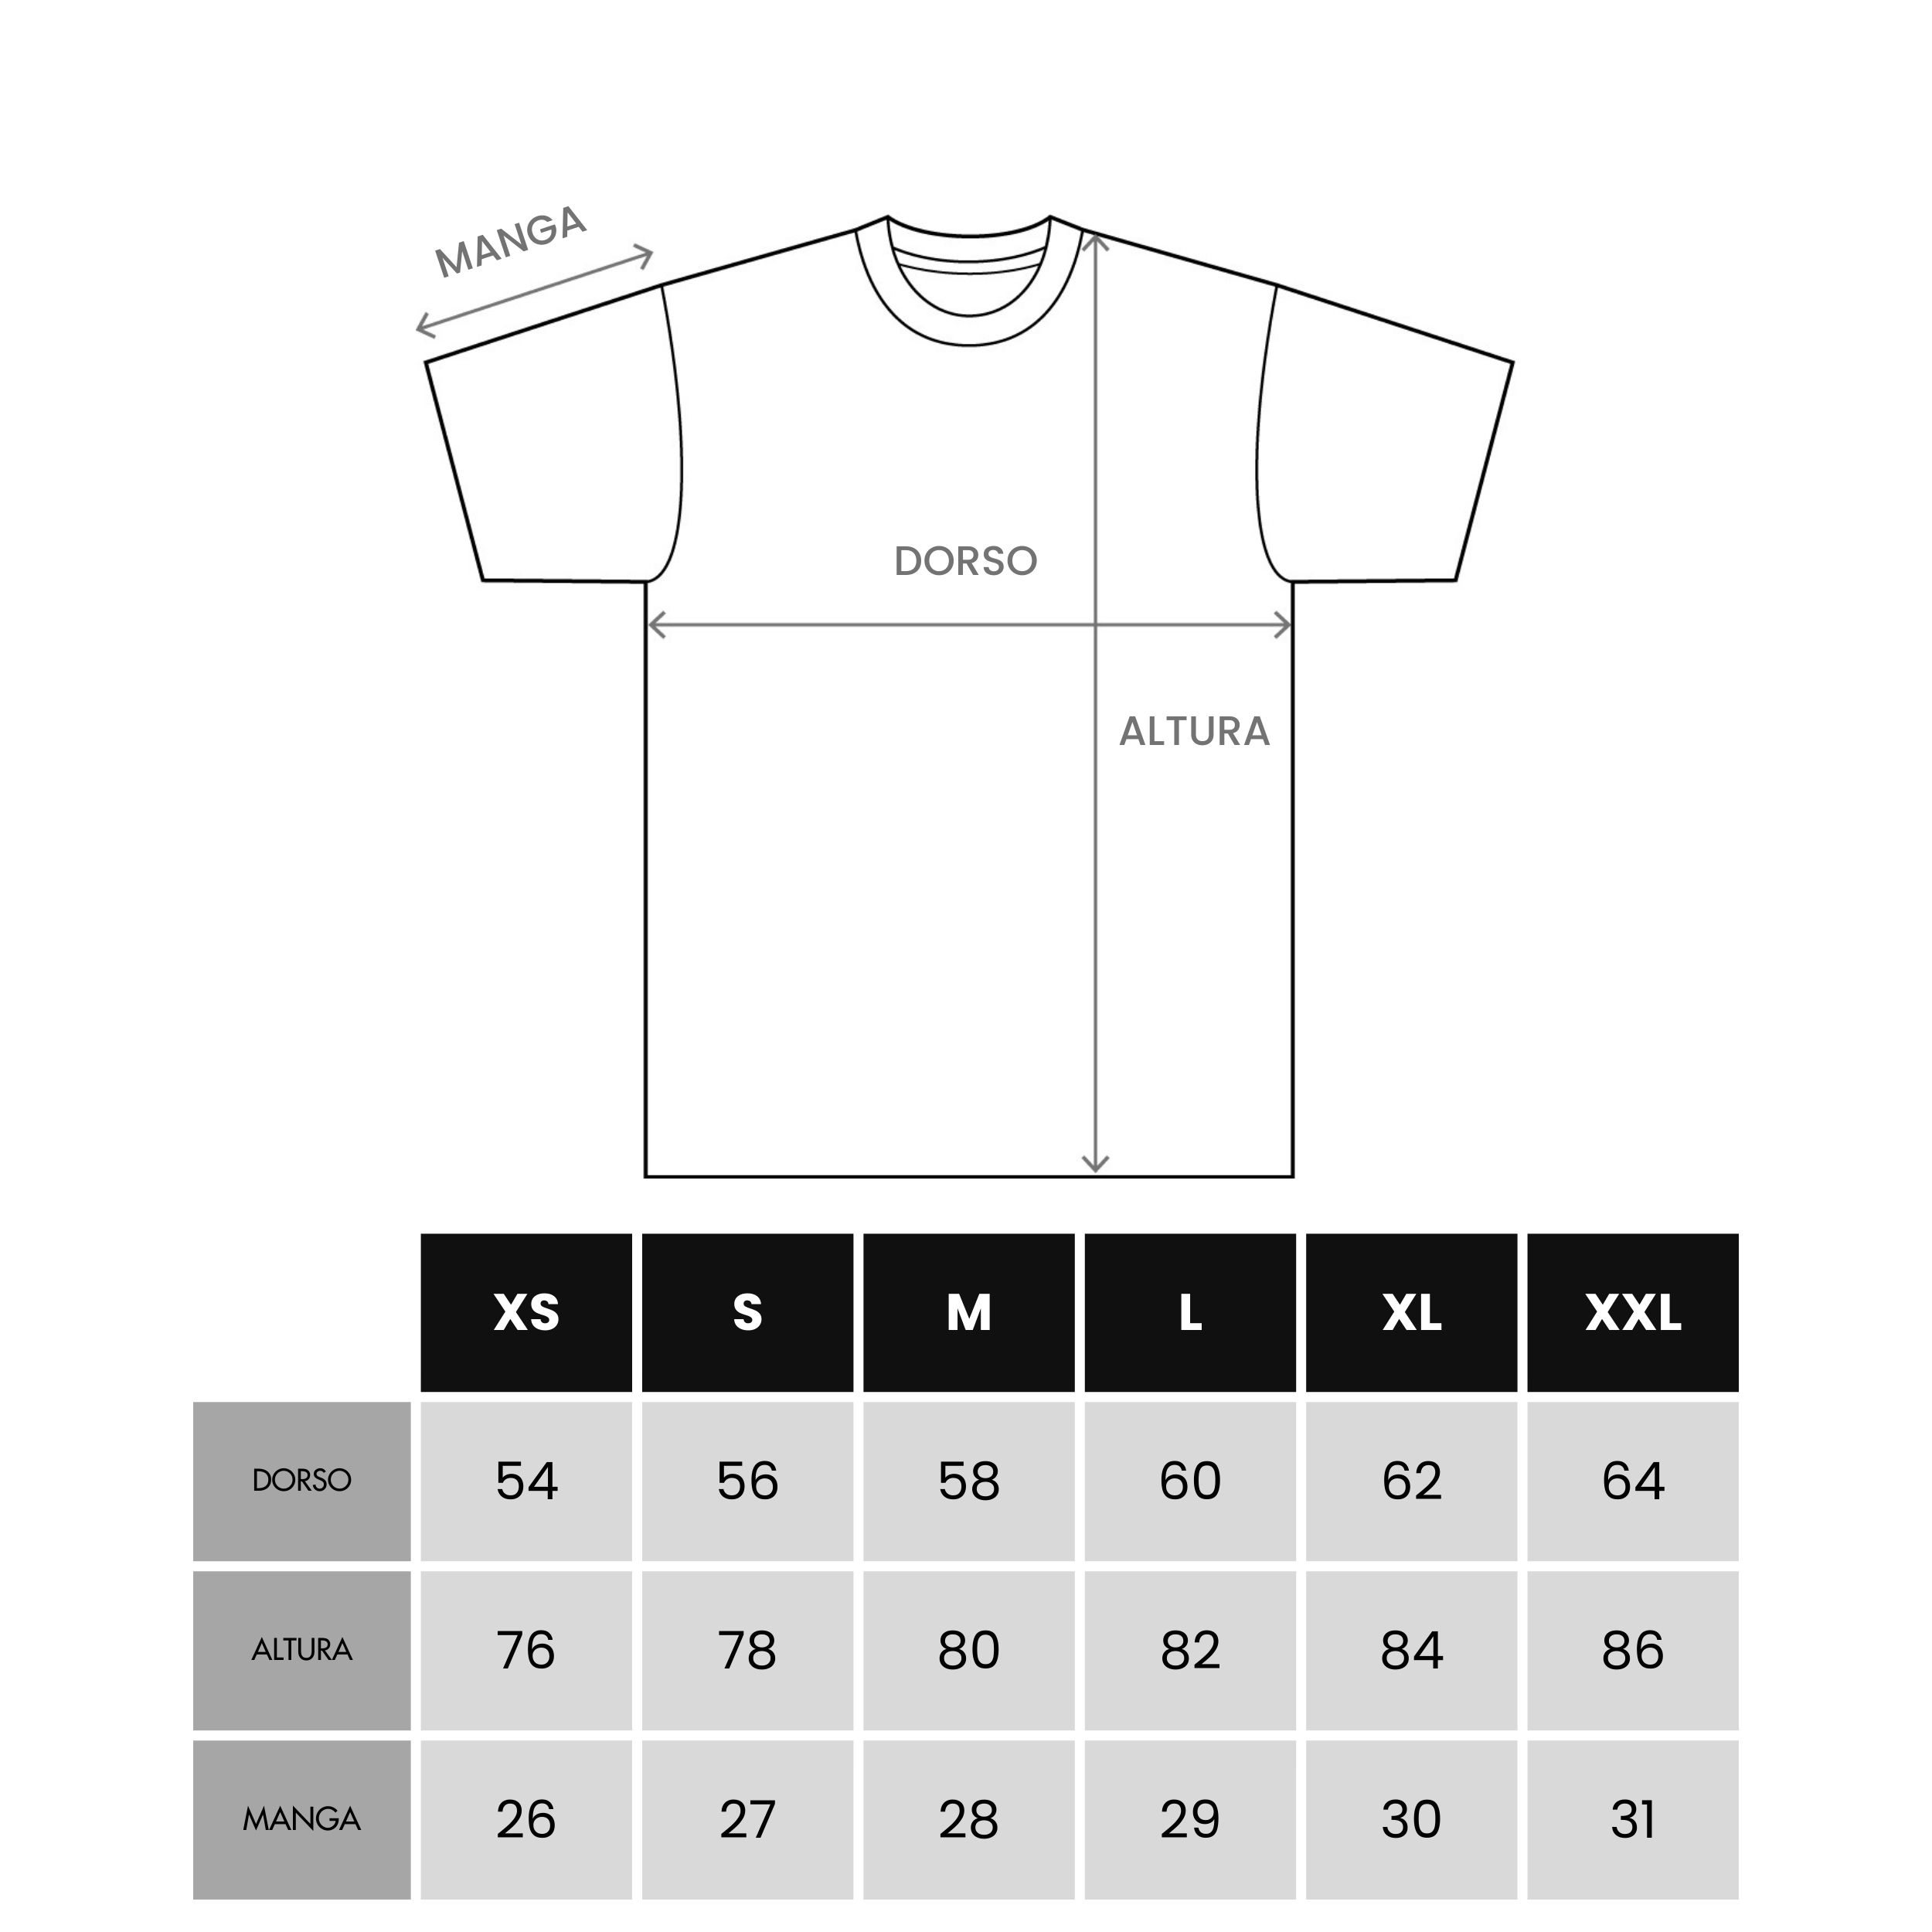 MANGA
DORSO
ALTURA
XS S M L XL XXL
DORSO 54 56 58 60 62 64
ALTURA 76 78 80 82 84 86
MANGA 26 27 28 29 30 31